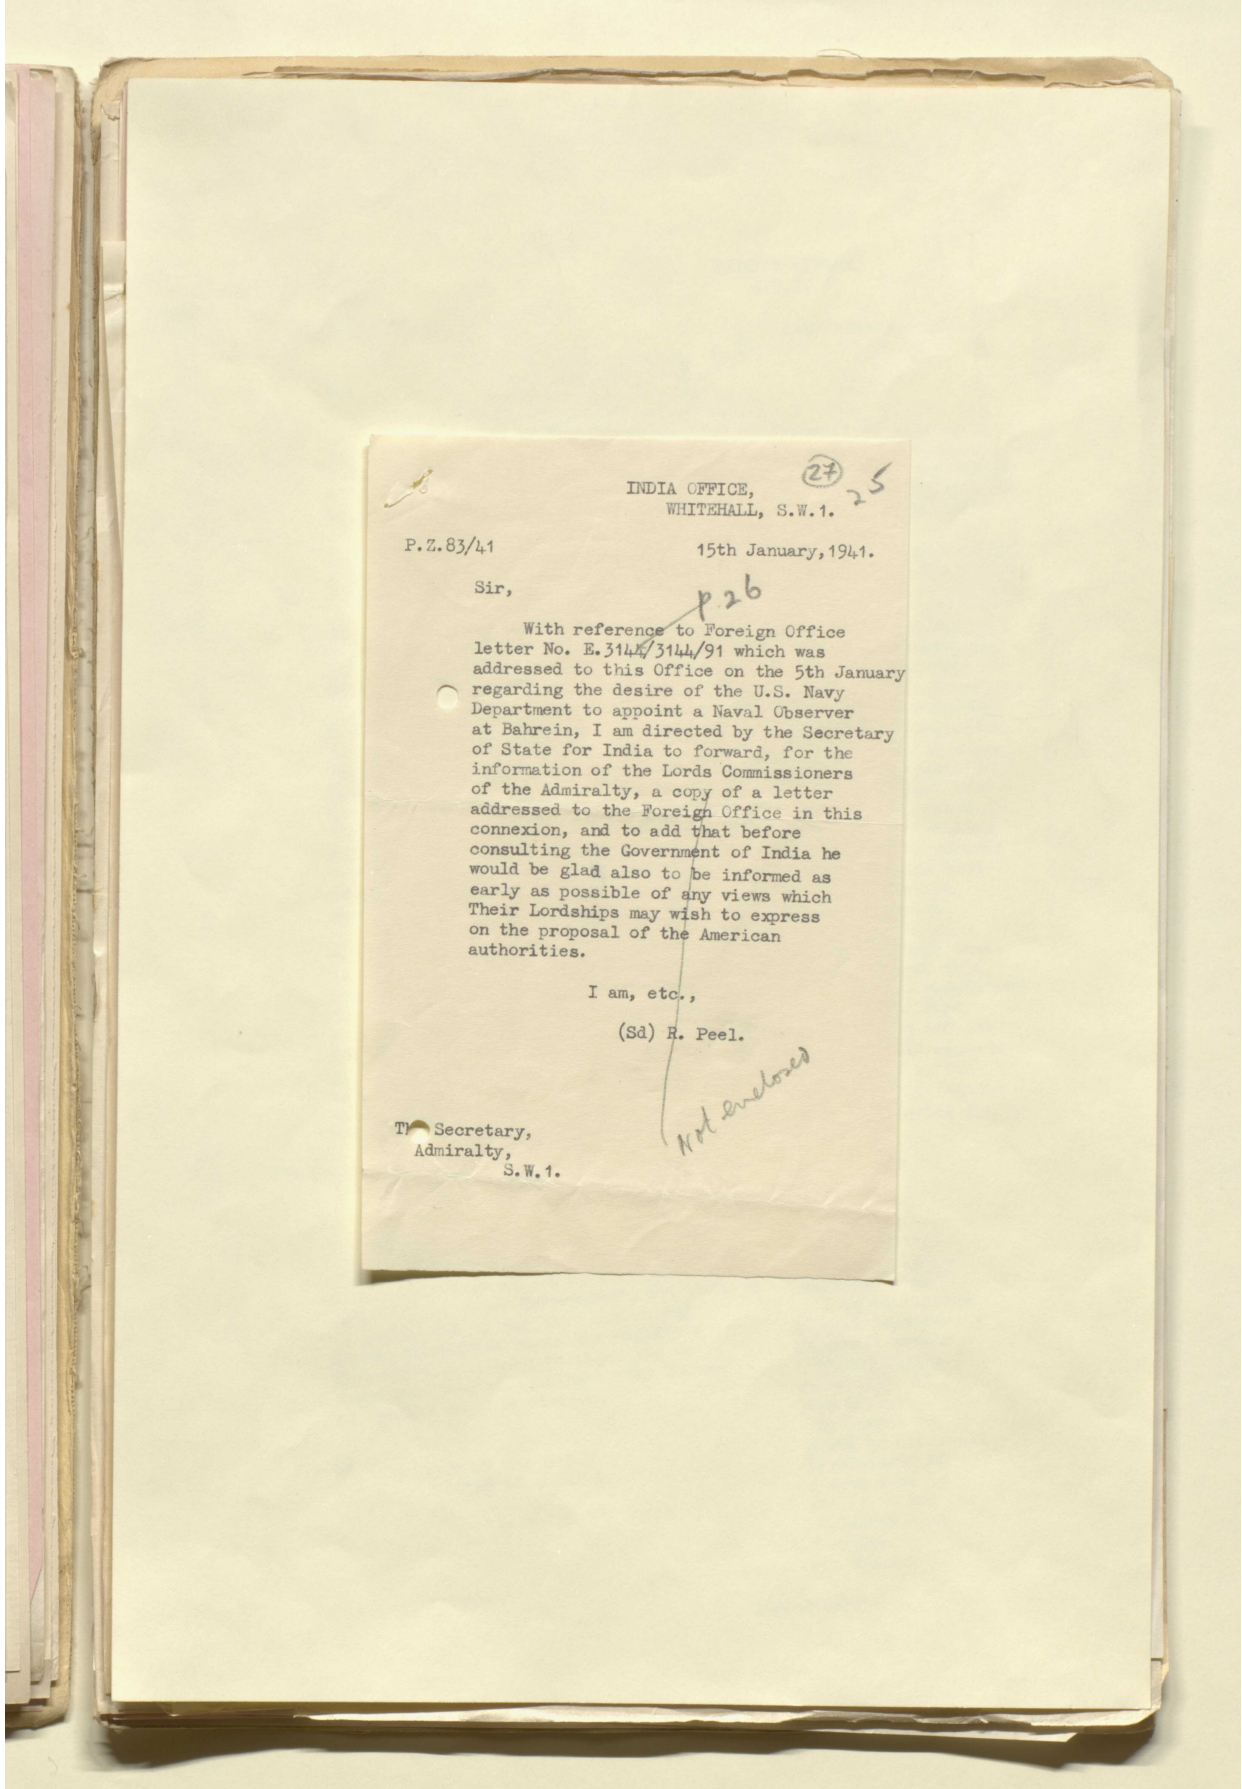 27
25
INDIA OFFICE,
WHITEHALL, S.W.1.
P.Z.83/41
15th January, 1941.
Sir,
p. 26
With reference to Foreign Office
letter No. E.3144/3144/91 which was
addressed to this Office on the 5th January
regarding the desire of the U.S. Navy
Department to appoint a Naval Observer
at Bahrein, I am directed by the Secretary
of State for India to forward, for the
information of the Lords Commissioners
of the Admiralty, a copy of a letter
addressed to the Foreign Office in this
connexion, and to add that before
consulting the Government of India he
would be glad also to be informed as
early as possible of any views which
Their Lordships may wish to express
on the proposal of the American
authorities.
I am, etc.,
(Sd) R. Peel.
Not enclosed
The Secretary,
Admiralty,
S.W.1.